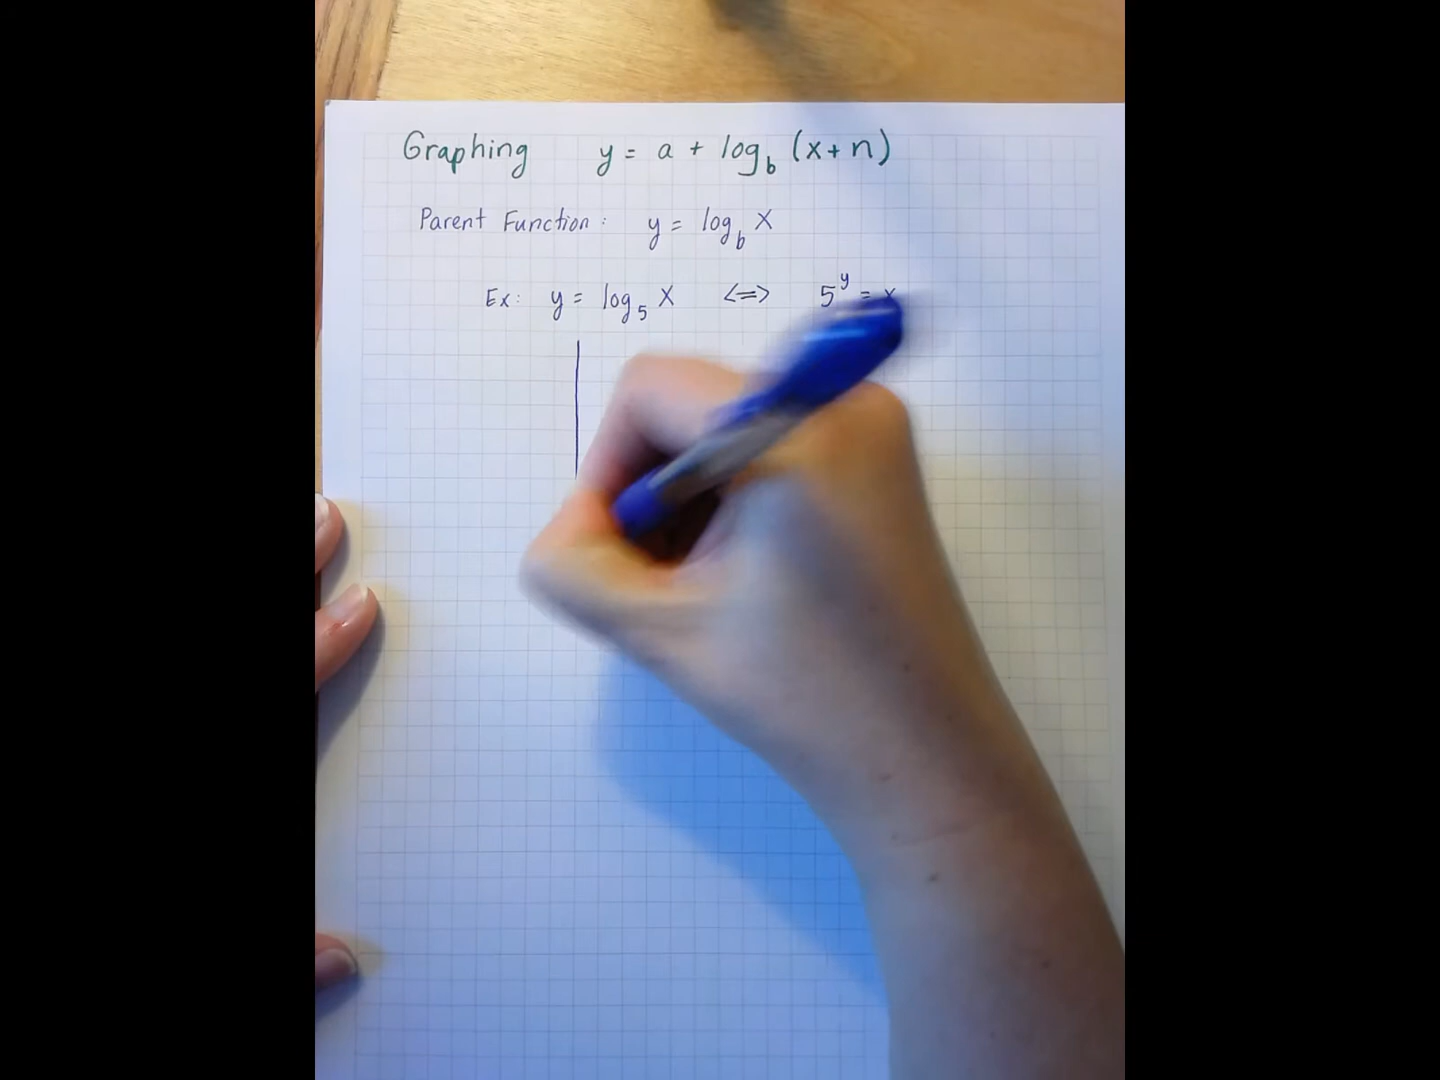 Graphing y = a + log_b (x+n)
Parent Function: y = log_b X
Ex: y = log_5 X <=> 5^y = x